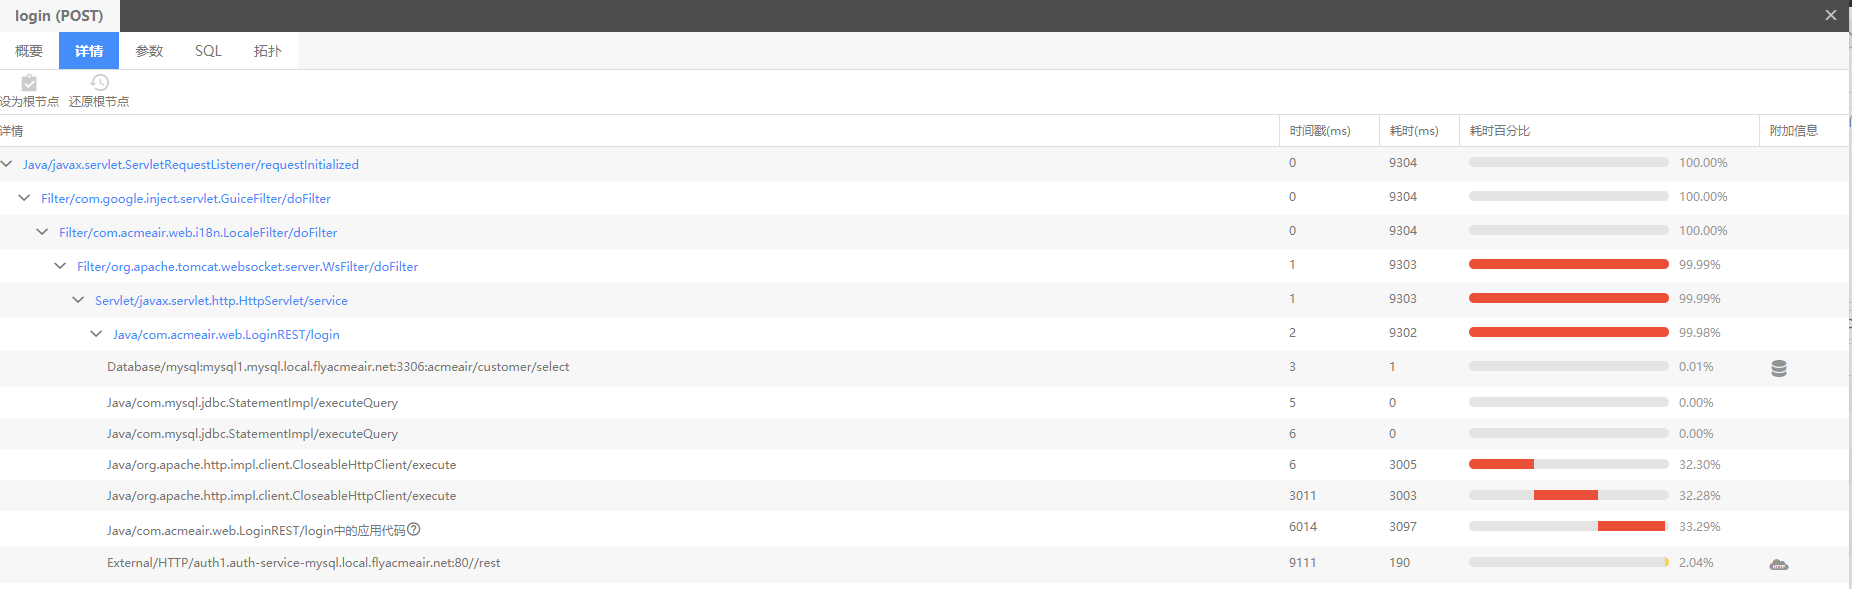 login (POST)
概要 详情 参数 SQL 拓扑
设为根节点 还原根节点
详情 时间戳(ms) 耗时(ms) 耗时百分比 附加信息
Java/javax.servlet.ServletRequestListener/requestInitialized 0 9304 100.00%
Filter/com.google.inject.servlet.GuiceFilter/doFilter 0 9304 100.00%
Filter/com.acmeair.web.i18n.LocaleFilter/doFilter 0 9304 100.00%
Filter/org.apache.tomcat.websocket.server.WsFilter/doFilter 1 9303 99.99%
Servlet/javax.servlet.http.HttpServlet/service 1 9303 99.99%
Java/com.acmeair.web.LoginREST/login 2 9302 99.98%
Database/mysql:mysql1.mysql.local.flyacmeair.net:3306:acmeair/customer/select 3 1 0.01%
Java/com.mysql.jdbc.StatementImpl/executeQuery 5 0 0.00%
Java/com.mysql.jdbc.StatementImpl/executeQuery 6 0 0.00%
Java/org.apache.http.impl.client.CloseableHttpClient/execute 6 3005 32.30%
Java/org.apache.http.impl.client.CloseableHttpClient/execute 3011 3003 32.28%
Java/com.acmeair.web.LoginREST/login中的应用代码 6014 3097 33.29%
External/HTTP/auth1.auth-service-mysql.local.flyacmeair.net:80//rest 9111 190 2.04% HTTP